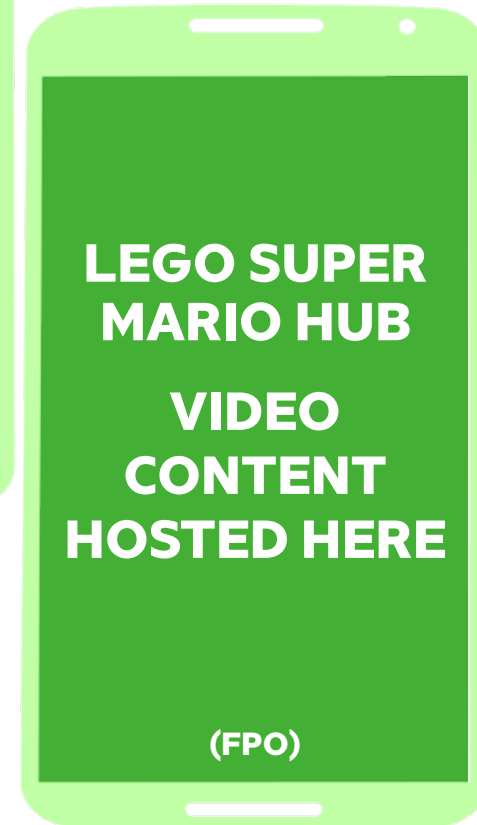 LEGO SUPER
MARIO HUB
VIDEO
CONTENT
HOSTED HERE
(FPO)